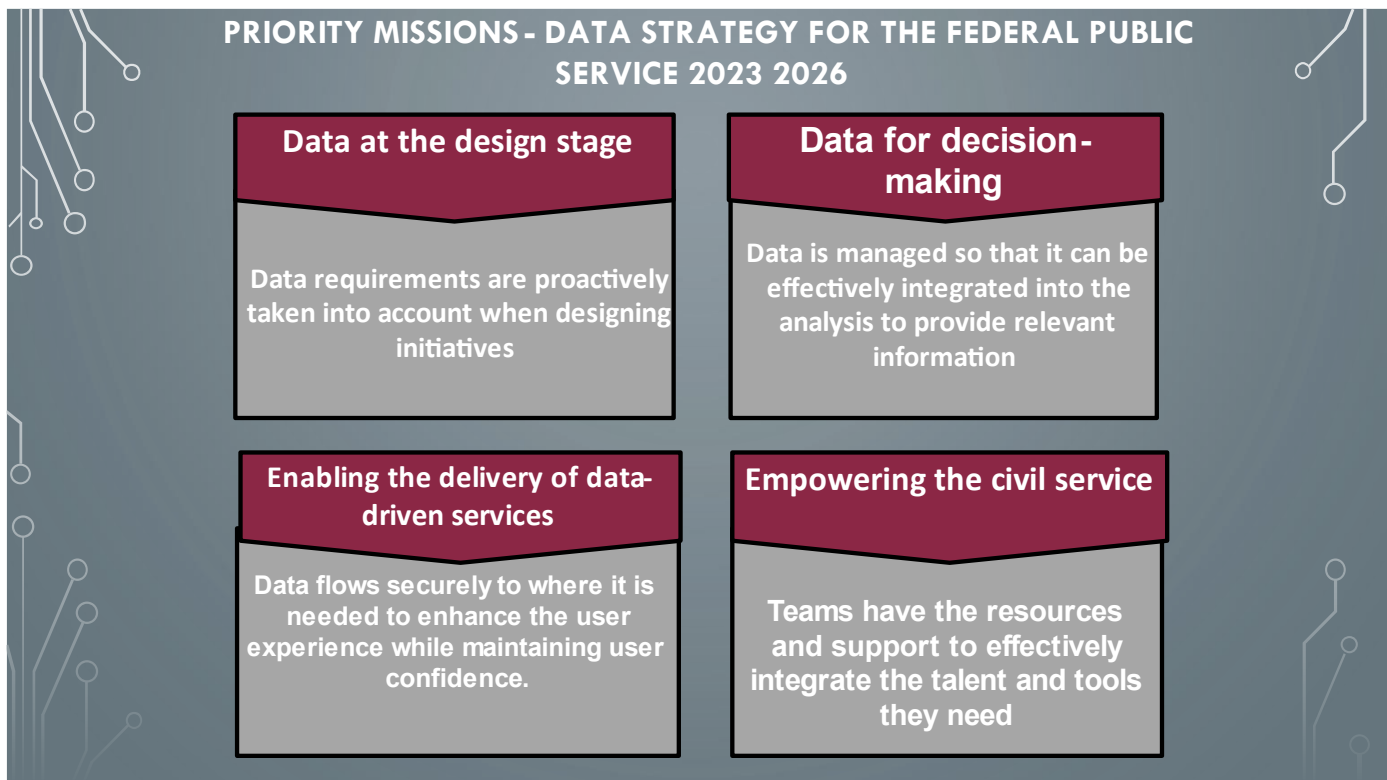 PRIORITY MISSIONS - DATA STRATEGY FOR THE FEDERAL PUBLIC
SERVICE 2023 2026
Data at the design stage
Data requirements are proactively
taken into account when designing
initiatives
Data for decision-
making
Data is managed so that it can be
effectively integrated into the
analysis to provide relevant
information
Enabling the delivery of data-
driven services
Data flows securely to where it is
needed to enhance the user
experience while maintaining user
confidence.
Empowering the civil service
Teams have the resources
and support to effectively
integrate the talent and tools
they need